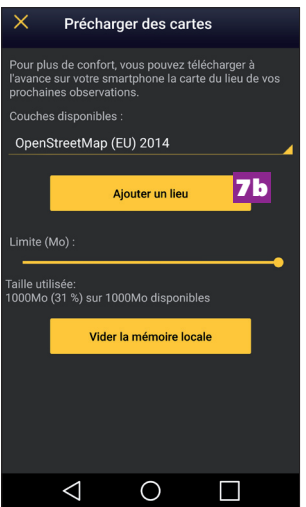 Précharger des cartes
Pour plus de confort, vous pouvez télécharger à
l'avance sur votre smartphone la carte du lieu de vos
prochaines observations.
Couches disponibles :
OpenStreetMap (EU) 2014
Ajouter un lieu
7b
Limite (Mo) :
Taille utilisée:
1000Mo (31 %) sur 1000Mo disponibles
Vider la mémoire locale